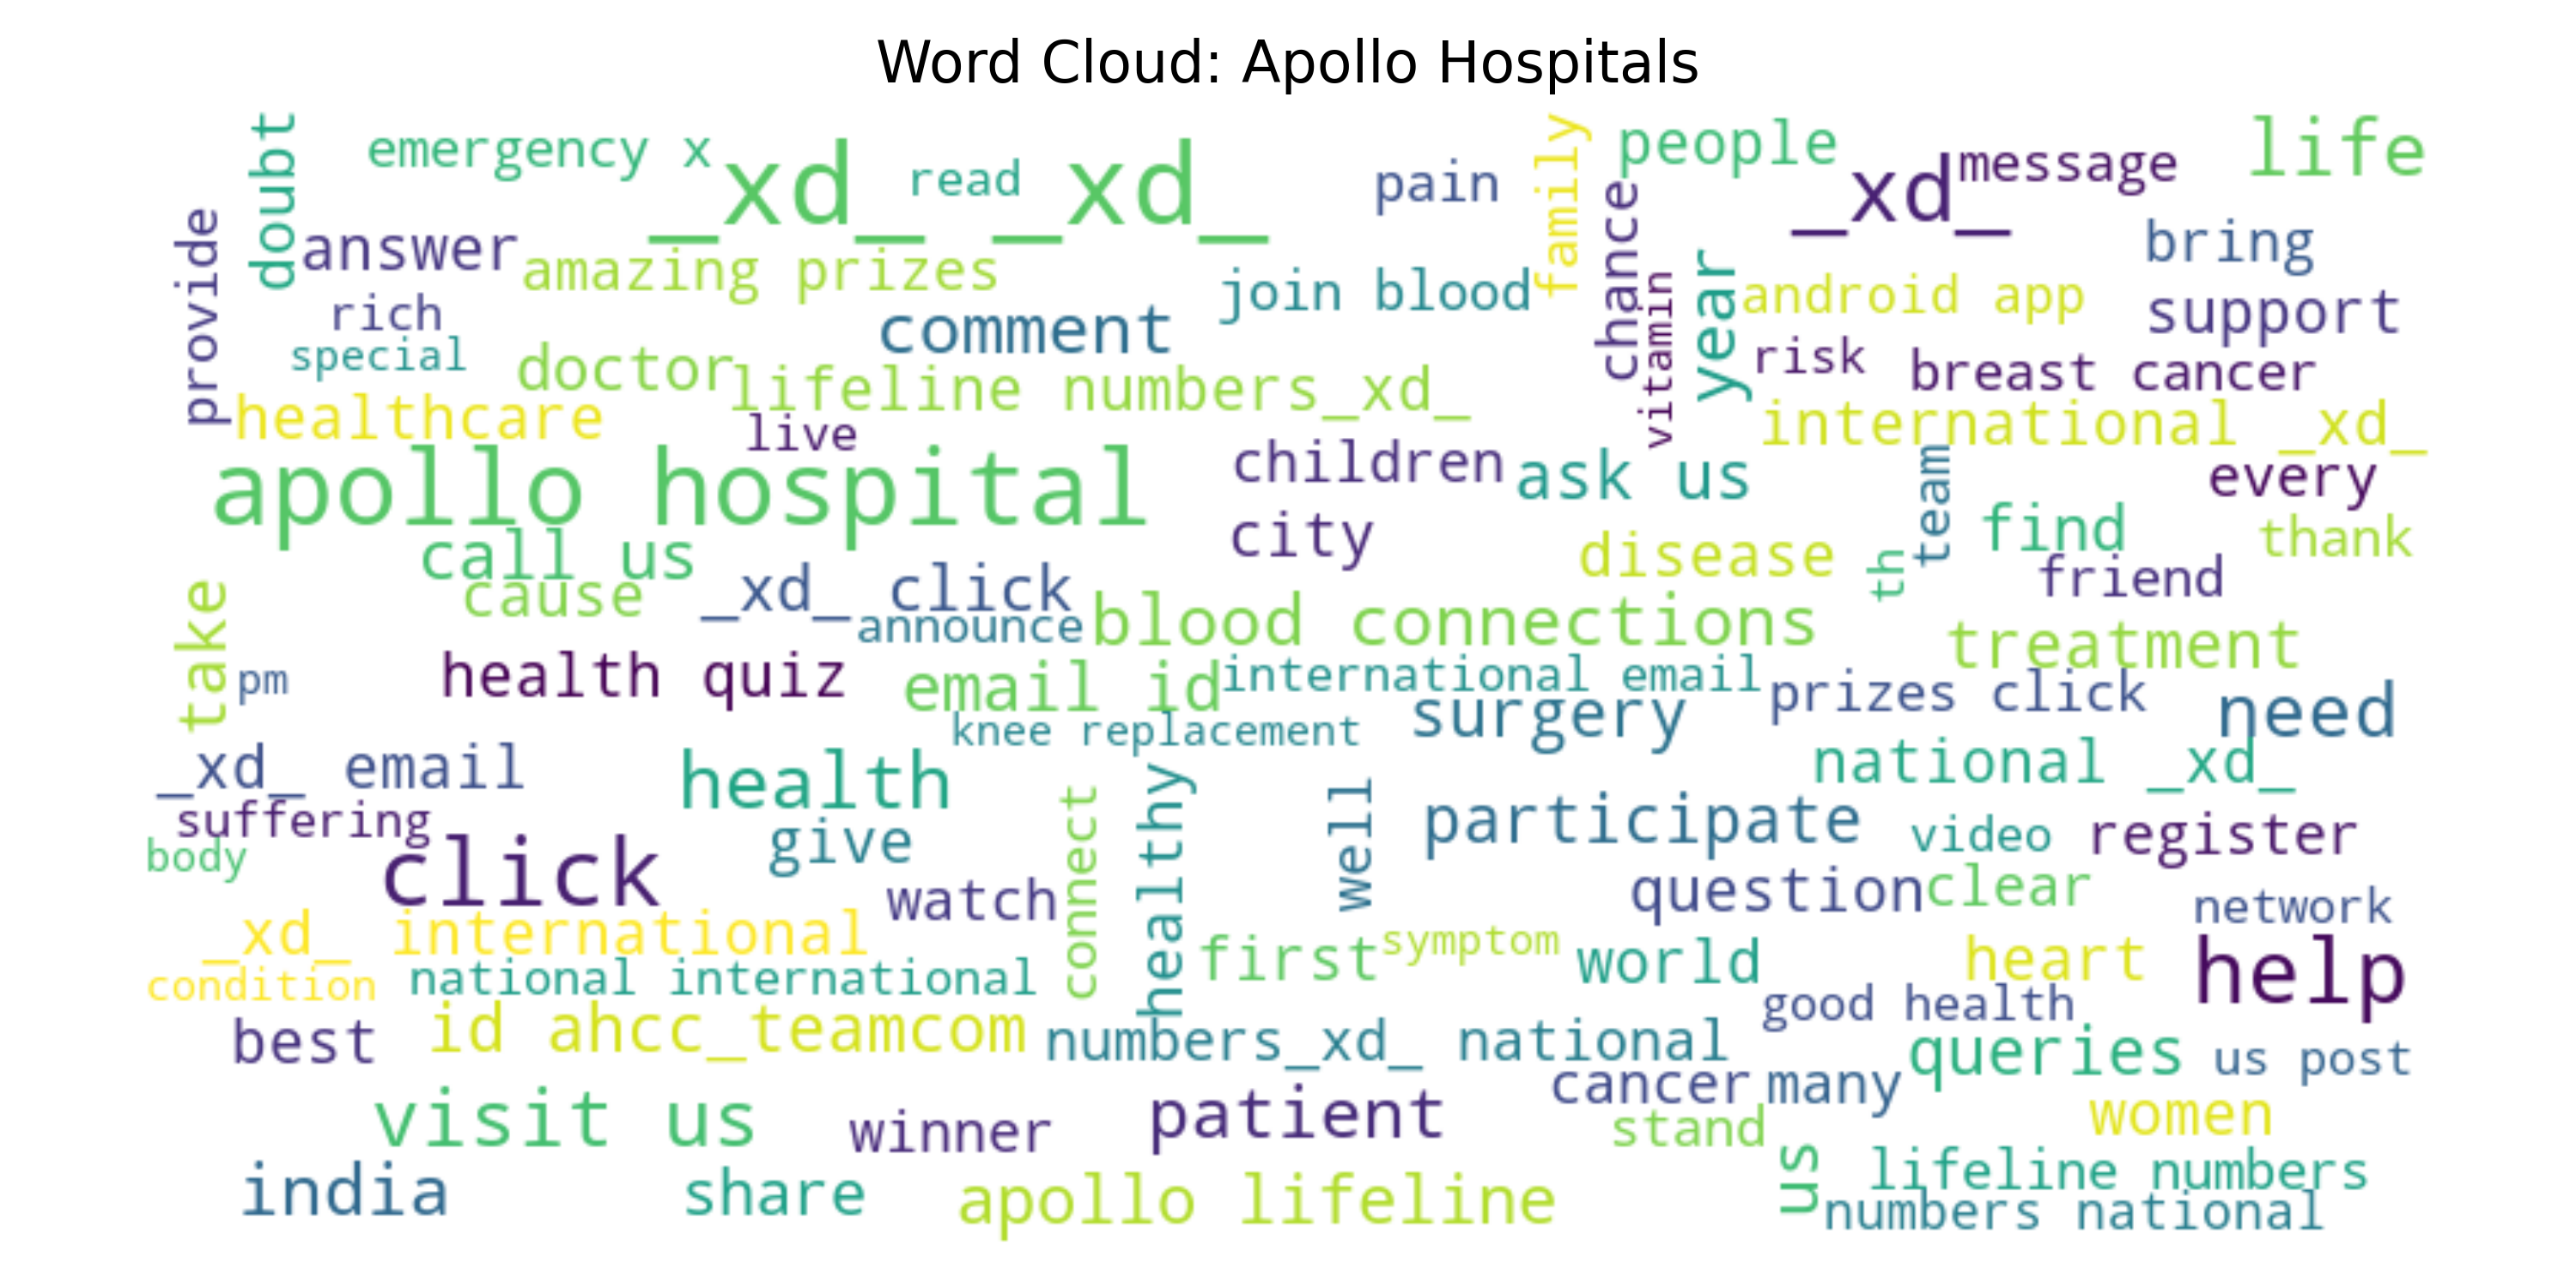 Word Cloud: Apollo Hospitals
doubt
emergency x
_xd_ _xd_
read
pain
family
people
_xd_
message
life
provide
answer
amazing prizes
join blood
chance
vitamin
year
android app
bring
rich
comment
support
special
doctor
lifeline numbers_xd_
risk
breast cancer
healthcare
live
international _xd_
apollo hospital
children
ask us
team
every
call us
city
disease
th
find
thank
cause
_xd_ click
friend
take
announce
blood connections
treatment
pm
health quiz
email id
international email
prizes click
need
knee replacement
surgery
_xd_ email
health
connect
healthy
well
national _xd_
suffering
give
participate
video
register
body
click
watch
question
clear
network
_xd_ international
first
symptom
world
heart
help
condition
national international
good health
best
id ahcc_teamcom
numbers_xd_ national
queries
us post
cancer
many
visit us
winner
patient
stand
women
us
lifeline numbers
india
share
apollo lifeline
numbers national